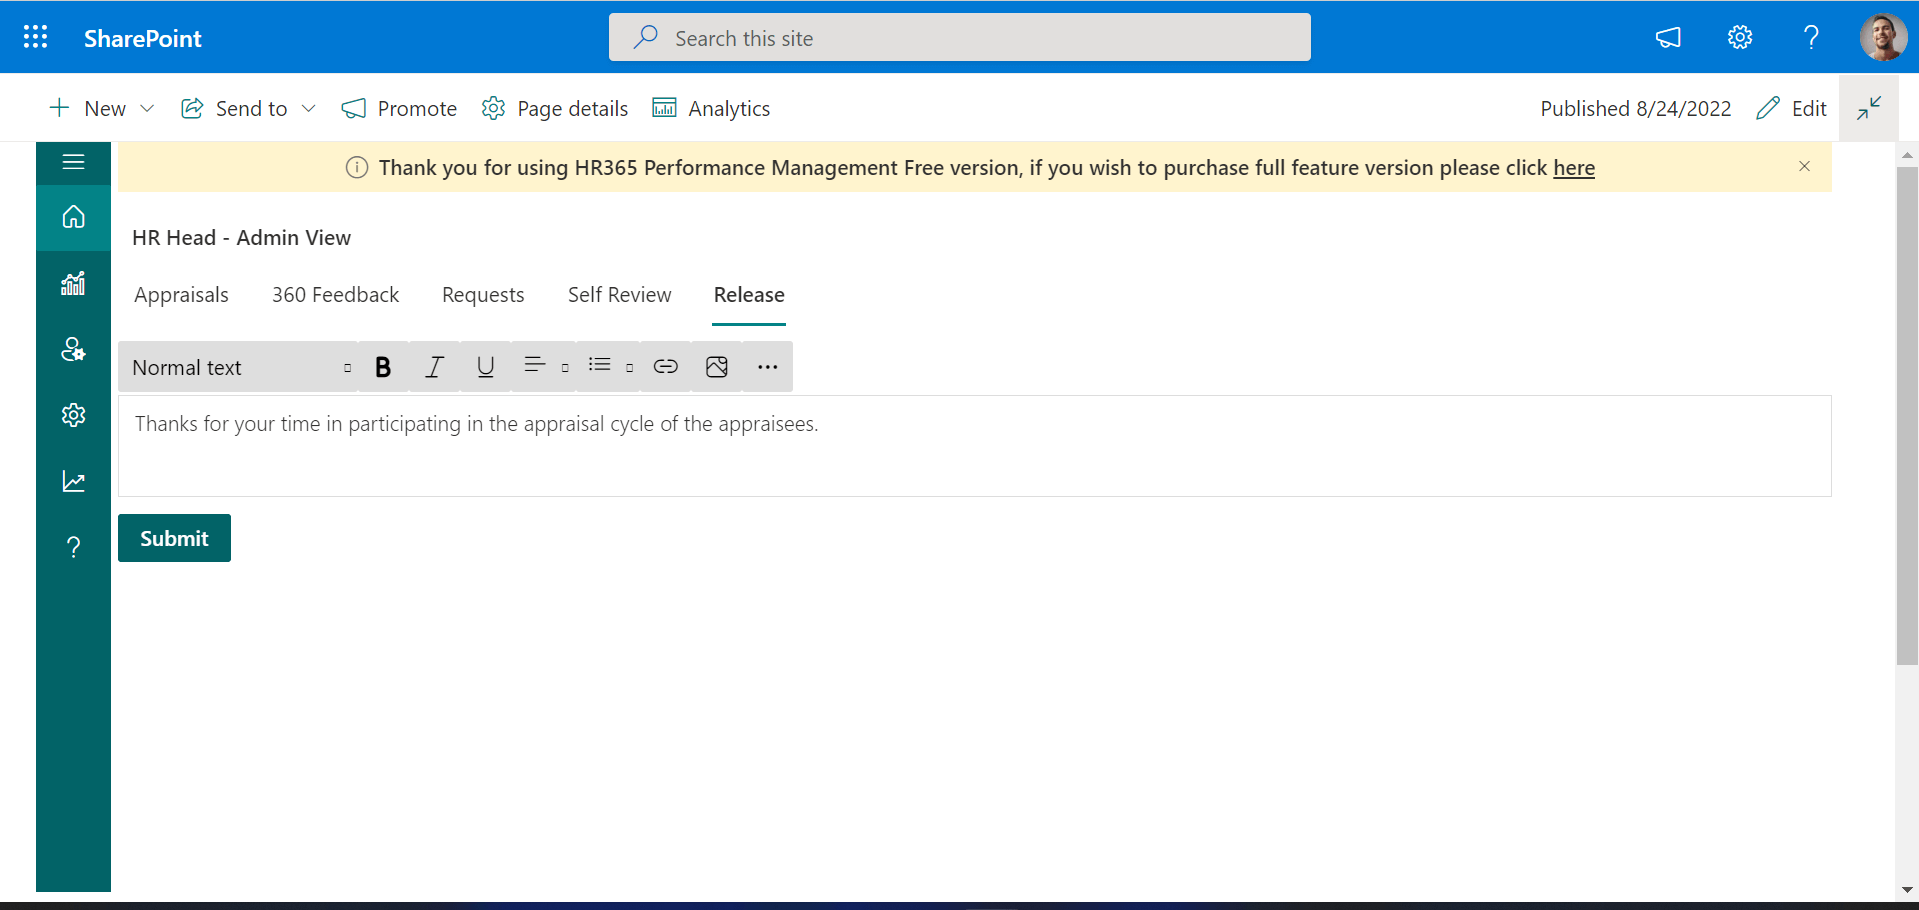 SharePoint
Search this site
New
Send to
Promote
Page details
Analytics
Published 8/24/2022
Edit
Thank you for using HR365 Performance Management Free version, if you wish to purchase full feature version please click here
HR Head - Admin View
Appraisals
360 Feedback
Requests
Self Review
Release
Normal text
B
I
U
Thanks for your time in participating in the appraisal cycle of the appraisees.
Submit